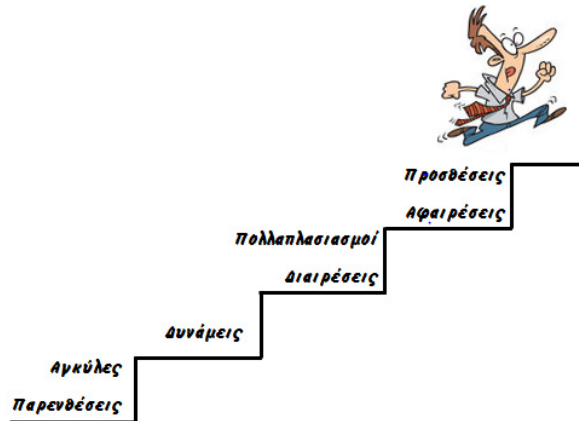 Προσθέσεις
Αφαιρέσεις
Πολλαπλασιασμοί
Διαιρέσεις
Δυνάμεις
Αγκύλες
Παρενθέσεις